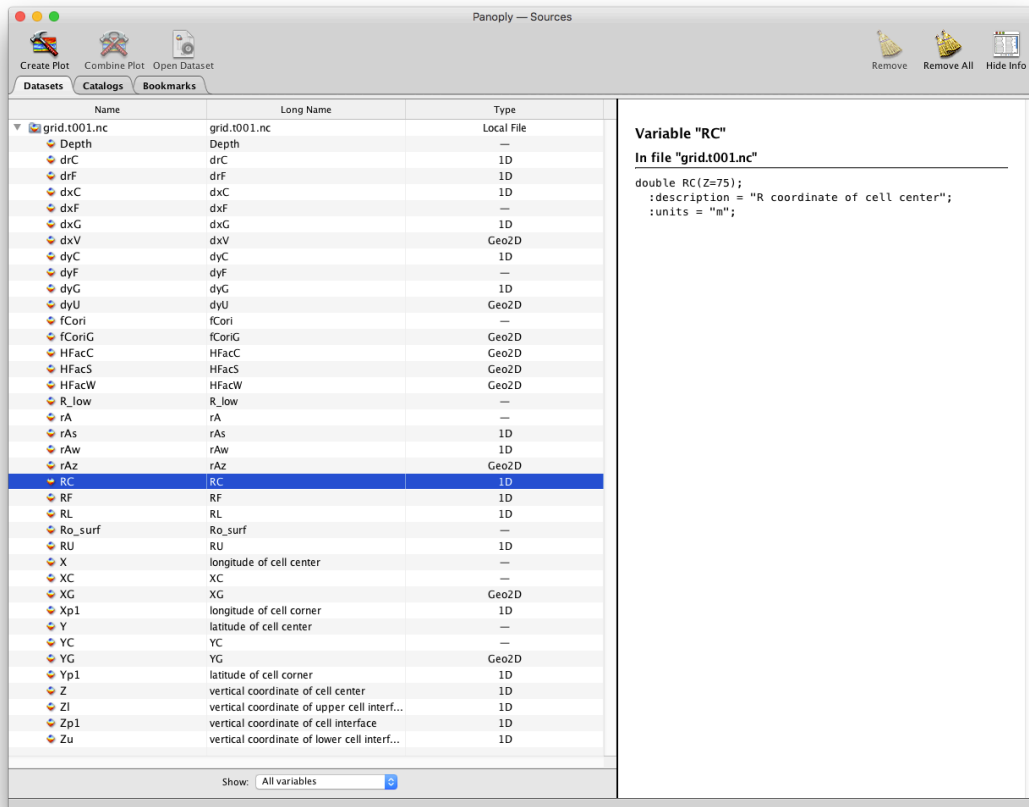 Panoply — Sources
Create Plot Combine Plot Open Dataset Remove Remove All Hide Info
Datasets Catalogs Bookmarks
Name Long Name Type
grid.t001.nc grid.t001.nc Local File
Depth Depth —
drC drC 1D
drF drF 1D
dxC dxC 1D
dxF dxF —
dxG dxG 1D
dxV dxV Geo2D
dyC dyC 1D
dyF dyF —
dyG dyG 1D
dyU dyU Geo2D
fCori fCori —
fCoriG fCoriG Geo2D
HFacC HFacC Geo2D
HFacS HFacS Geo2D
HFacW HFacW Geo2D
R_low R_low —
rA rA —
rAs rAs 1D
rAw rAw 1D
rAz rAz Geo2D
RC RC 1D
RF RF 1D
RL RL 1D
Ro_surf Ro_surf —
RU RU 1D
X longitude of cell center —
XC XC —
XG XG Geo2D
Xp1 longitude of cell corner 1D
Y latitude of cell center —
YC YC —
YG YG Geo2D
Yp1 latitude of cell corner 1D
Z vertical coordinate of cell center 1D
Zl vertical coordinate of upper cell interf... 1D
Zp1 vertical coordinate of cell interface 1D
Zu vertical coordinate of lower cell interf... 1D
Show: All variables
Variable "RC"
In file "grid.t001.nc"
double RC(Z=75);
:description = "R coordinate of cell center";
:units = "m";